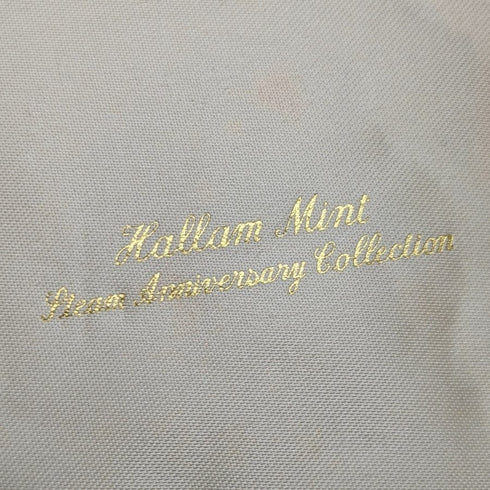 Hallam Mint
Steam Anniversary Collection